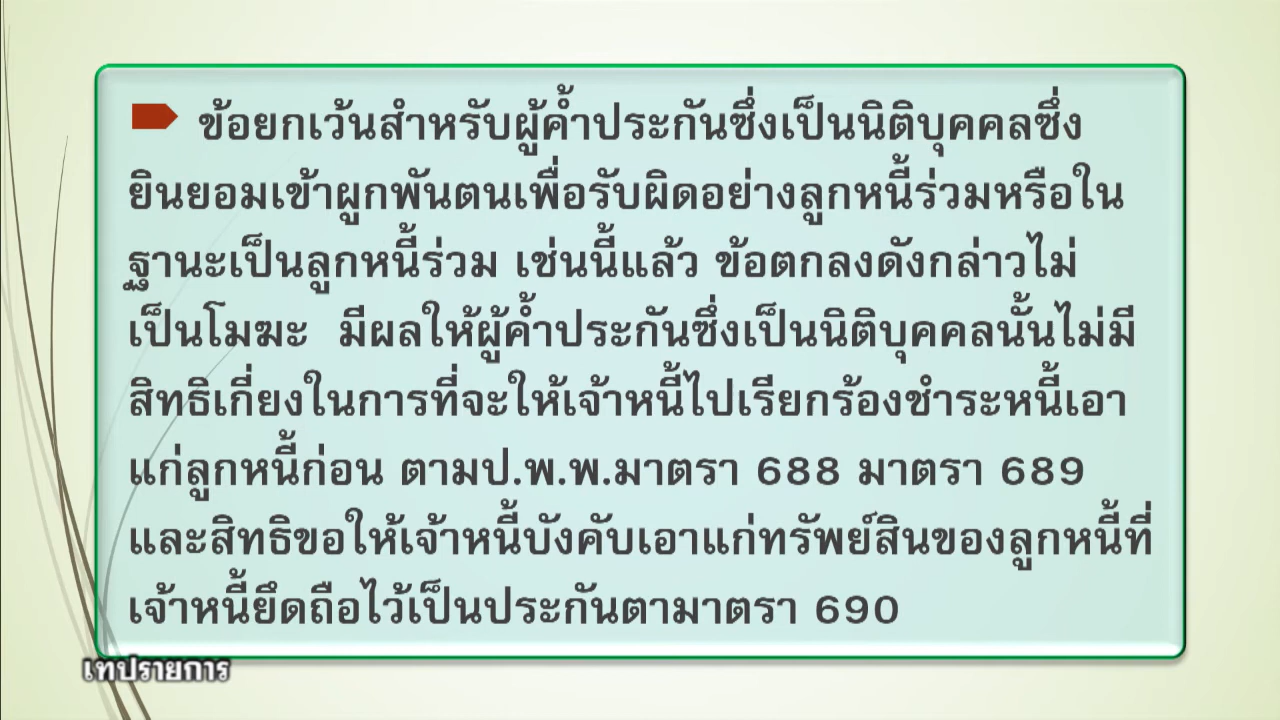 ข้อยกเว้นสำหรับผู้ค้ำประกันซึ่งเป็นนิติบุคคลซึ่ง
ยินยอมเข้าผูกพันตนเพื่อรับผิดอย่างลูกหนี้ร่วมหรือใน
ฐานะเป็นลูกหนี้ร่วม เช่นนี้แล้ว ข้อตกลงดังกล่าวไม่
เป็นโมฆะ มีผลให้ผู้ค้ำประกันซึ่งเป็นนิติบุคคลนั้นไม่มี
สิทธิเกี่ยงในการที่จะให้เจ้าหนี้ไปเรียกร้องชำระหนี้เอา
แก่ลูกหนี้ก่อน ตามป.พ.พ.มาตรา 688 มาตรา 689
และสิทธิขอให้เจ้าหนี้บังคับเอาแก่ทรัพย์สินของลูกหนี้ที่
เจ้าหนี้ยึดถือไว้เป็นประกันตามาตรา 690
เทปรายการ